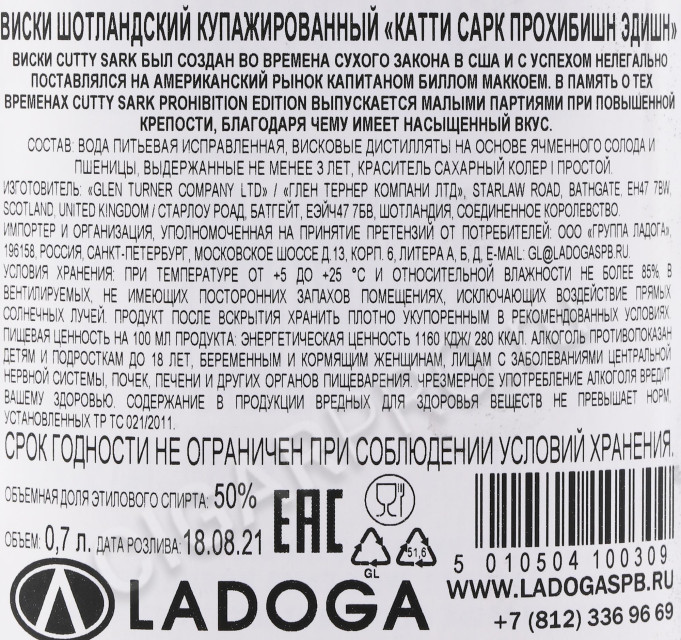 ВИСКИ ШОТЛАНДСКИЙ КУПАЖИРОВАННЫЙ «КАТТИ САРК ПРОХИБИШН ЭДИШН»
ВИСКИ CUTTY SARK БЫЛ СОЗДАН ВО ВРЕМЕНА СУХОГО ЗАКОНА В США И С УСПЕХОМ НЕЛЕГАЛЬНО
ПОСТАВЛЯЛСЯ НА АМЕРИКАНСКИЙ РЫНОК КАПИТАНОМ БИЛЛОМ МАККОЕМ. В ПАМЯТЬ О ТЕХ
ВРЕМЕНАХ CUTTY SARK PROHIBITION EDITION ВЫПУСКАЕТСЯ МАЛЫМИ ПАРТИЯМИ ПРИ ПОВЫШЕННОЙ
КРЕПОСТИ, БЛАГОДАРЯ ЧЕМУ ИМЕЕТ НАСЫЩЕННЫЙ ВКУС.
СОСТАВ: ВОДА ПИТЬЕВАЯ ИСПРАВЛЕННАЯ, ВИСКОВЫЕ ДИСТИЛЛЯТЫ НА ОСНОВЕ ЯЧМЕННОГО СОЛОДА И
ПШЕНИЦЫ, ВЫДЕРЖАННЫЕ НЕ МЕНЕЕ 3 ЛЕТ, КРАСИТЕЛЬ САХАРНЫЙ КОЛЕР I ПРОСТОЙ.
ИЗГОТОВИТЕЛЬ: «GLEN TURNER COMPANY LTD» / «ГЛЕН ТЕРНЕР КОМПАНИ ЛТД», STARLAW ROAD, BATHGATE, EH47 7BW,
SCOTLAND, UNITED KINGDOM / СТАРЛОУ РОАД, БАТГЕЙТ, ЕЭЙЧ47 7БВ, ШОТЛАНДИЯ, СОЕДИНЕННОЕ КОРОЛЕВСТВО.
ИМПОРТЕР И ОРГАНИЗАЦИЯ, УПОЛНОМОЧЕННАЯ НА ПРИНЯТИЕ ПРЕТЕНЗИЙ ОТ ПОТРЕБИТЕЛЕЙ: ООО «ГРУППА ЛАДОГА»,
196158, РОССИЯ, САНКТ-ПЕТЕРБУРГ, МОСКОВСКОЕ ШОССЕ Д.13, КОРП. 6, ЛИТЕРА А, Б, Д, E-MAIL: GL@LADOGASPB.RU.
УСЛОВИЯ ХРАНЕНИЯ: ПРИ ТЕМПЕРАТУРЕ ОТ +5 ДО +25 °C И ОТНОСИТЕЛЬНОЙ ВЛАЖНОСТИ НЕ БОЛЕЕ 85% В
ВЕНТИЛИРУЕМЫХ, НЕ ИМЕЮЩИХ ПОСТОРОННИХ ЗАПАХОВ ПОМЕЩЕНИЯХ, ИСКЛЮЧАЮЩИХ ВОЗДЕЙСТВИЕ ПРЯМЫХ
СОЛНЕЧНЫХ ЛУЧЕЙ. ПРОДУКТ ПОСЛЕ ВСКРЫТИЯ ХРАНИТЬ ПЛОТНО УКУПОРЕННЫМ В РЕКОМЕНДОВАННЫХ УСЛОВИЯХ.
ПИЩЕВАЯ ЦЕННОСТЬ НА 100 МЛ ПРОДУКТА: ЭНЕРГЕТИЧЕСКАЯ ЦЕННОСТЬ 1160 КДЖ/ 280 ККАЛ. АЛКОГОЛЬ ПРОТИВОПОКАЗАН
ДЕТЯМ И ПОДРОСТКАМ ДО 18 ЛЕТ, БЕРЕМЕННЫМ И КОРМЯЩИМ ЖЕНЩИНАМ, ЛИЦАМ С ЗАБОЛЕВАНИЯМИ ЦЕНТРАЛЬНОЙ
НЕРВНОЙ СИСТЕМЫ, ПОЧЕК, ПЕЧЕНИ И ДРУГИХ ОРГАНОВ ПИЩЕВАРЕНИЯ. ЧРЕЗМЕРНОЕ УПОТРЕБЛЕНИЕ АЛКОГОЛЯ ВРЕДИТ
ВАШЕМУ ЗДОРОВЬЮ. СОДЕРЖАНИЕ В ПРОДУКЦИИ ВРЕДНЫХ ДЛЯ ЗДОРОВЬЯ ВЕЩЕСТВ НЕ ПРЕВЫШАЕТ НОРМ,
УСТАНОВЛЕННЫХ ТР ТС 021/2011.
СРОК ГОДНОСТИ НЕ ОГРАНИЧЕН ПРИ СОБЛЮДЕНИИ УСЛОВИЙ ХРАНЕНИЯ.
ОБЪЕМНАЯ ДОЛЯ ЭТИЛОВОГО СПИРТА: 50%
ОБЪЕМ: 0,7 Л. ДАТА РОЗЛИВА: 18.08.21
EAC
GL
51,6
5 010504 100309
WWW.LADOGASPB.RU
LADOGA
+7 (812) 336 96 69